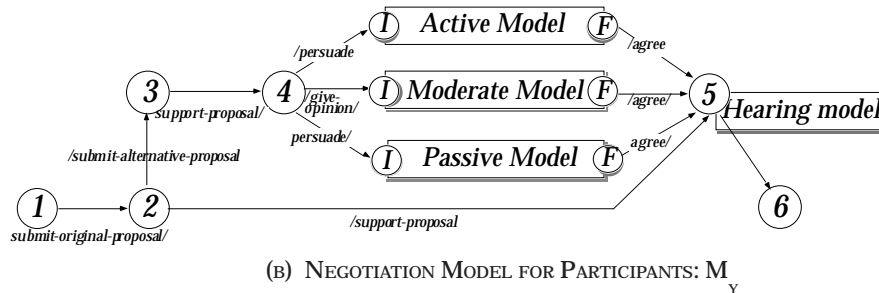 I Active Model F
/persuade
/agree
3
4
/give-
opinion/
I Moderate Model F
/agree/
5
support-proposal/
Hearing model
persuade/
agree/
/submit-alternative-proposal
I Passive Model F
1
2
6
submit-original-proposal/
/support-proposal
(B) NEGOTIATION MODEL FOR PARTICIPANTS: M
Y